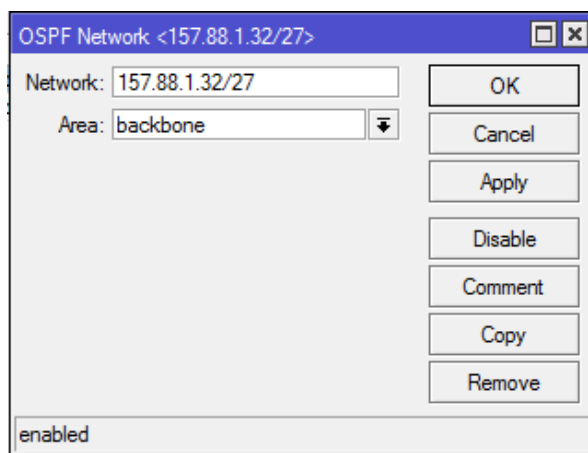 OSPF Network <157.88.1.32/27>
Network: 157.88.1.32/27
Area: backbone
OK
Cancel
Apply
Disable
Comment
Copy
Remove
enabled